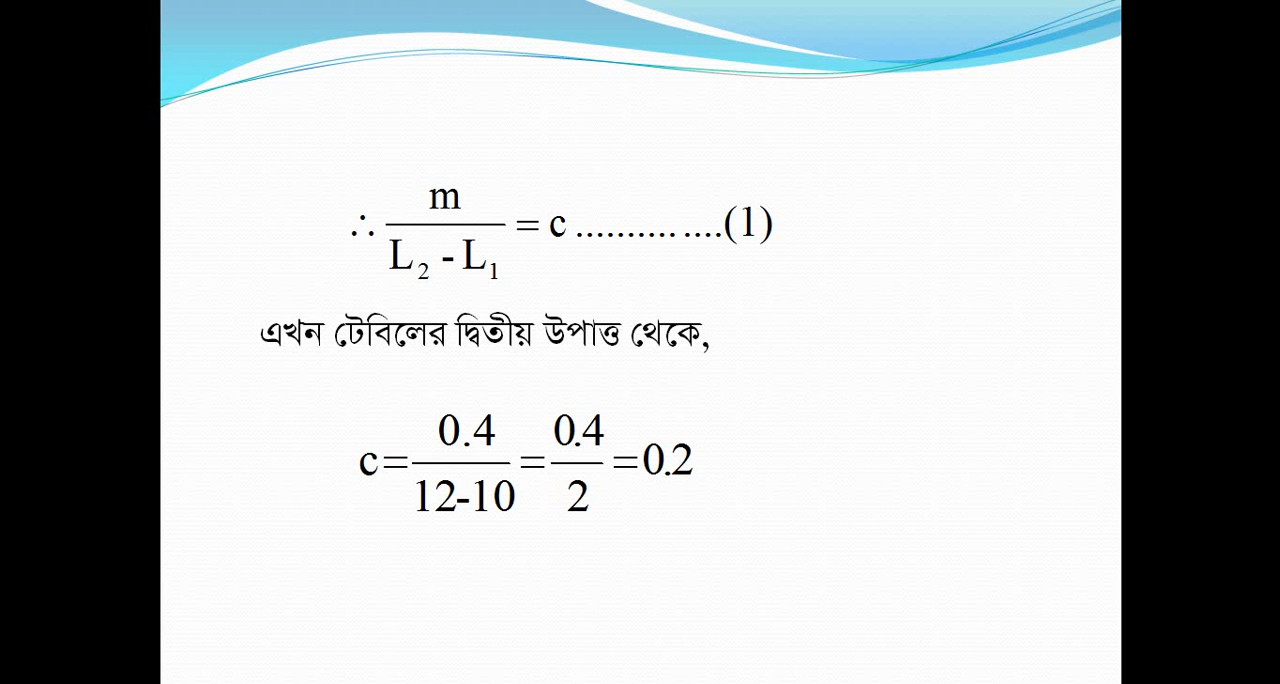 ∴ m / (L₂ - L₁) = c ..............(1)
এখন টেবিলের দ্বিতীয় উপাত্ত থেকে,
c = 0.4 / 12-10 = 0.4 / 2 = 0.2